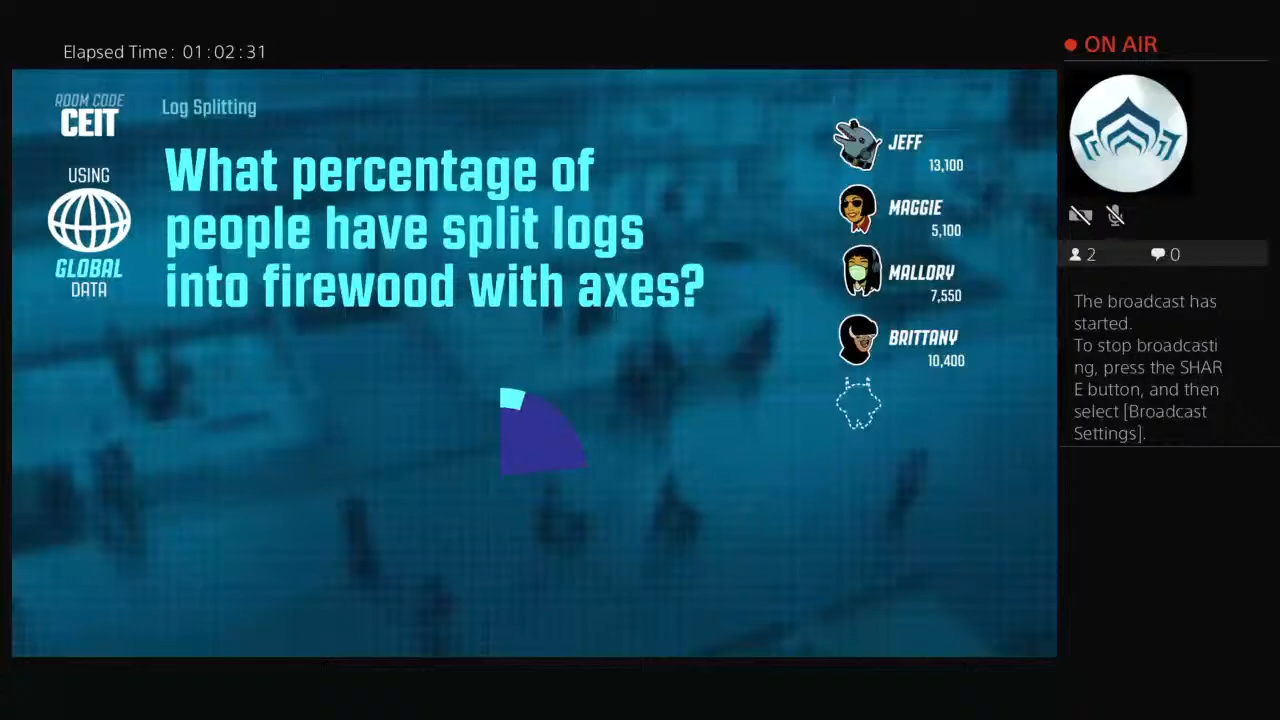 Elapsed Time: 01:02:31
ON AIR
ROOM CODE
CEIT
Log Splitting
USING
GLOBAL
DATA
What percentage of
people have split logs
into firewood with axes?
JEFF
13,100
MAGGIE
5,100
MALLORY
7,550
BRITTANY
10,400
2
0
The broadcast has
started.
To stop broadcasti
ng, press the SHAR
E button, and then
select [Broadcast
Settings].